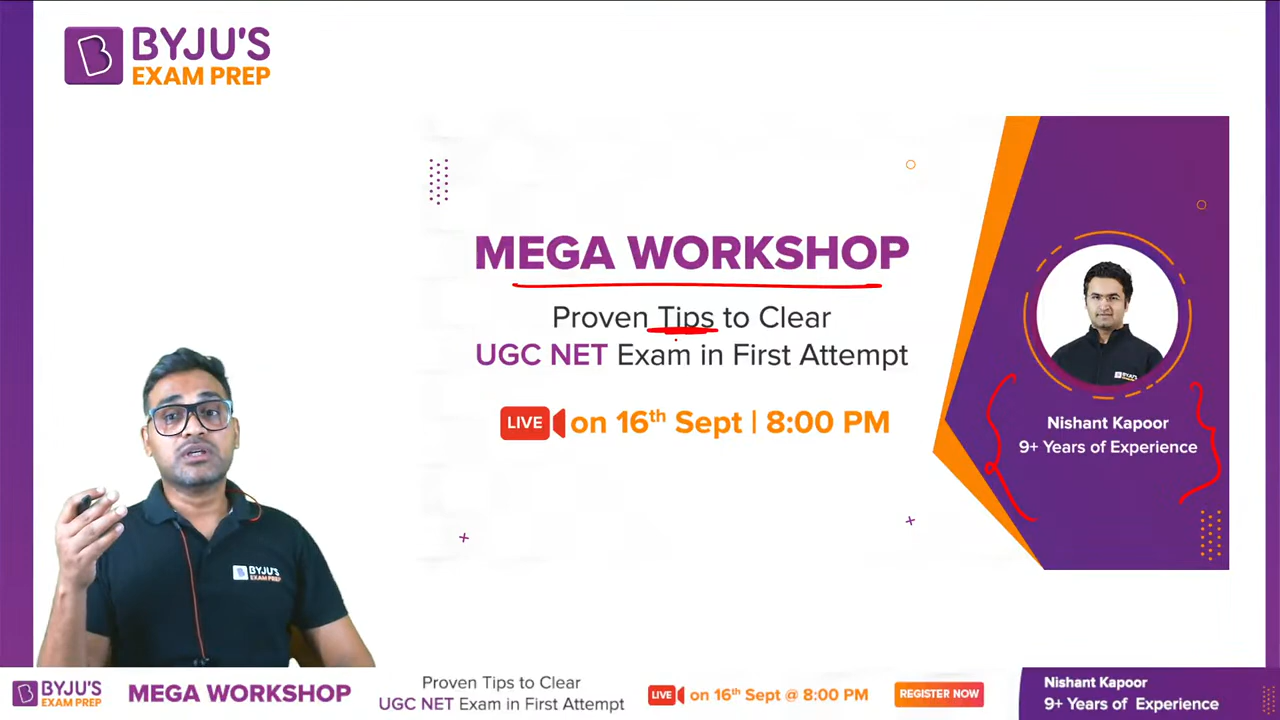 BYJU'S
EXAM PREP
MEGA WORKSHOP
Proven Tips to Clear
UGC NET Exam in First Attempt
LIVE on 16th Sept | 8:00 PM
Nishant Kapoor
9+ Years of Experience
BYJU'S
EXAM PREP
BYJU'S
EXAM PREP
MEGA WORKSHOP
Proven Tips to Clear
UGC NET Exam in First Attempt
LIVE on 16th Sept @ 8:00 PM
REGISTER NOW
Nishant Kapoor
9+ Years of Experience